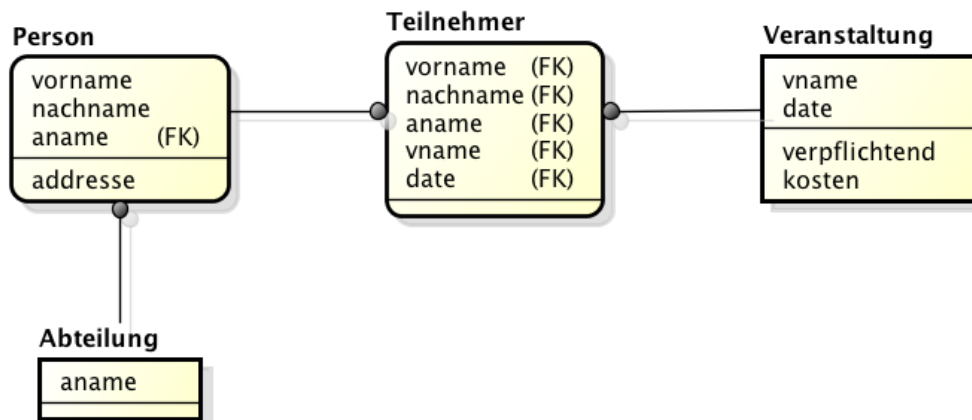 Person
vorname
nachname
aname (FK)
addresse
Teilnehmer
vorname (FK)
nachname (FK)
aname (FK)
vname (FK)
date (FK)
Veranstaltung
vname
date
verpflichtend
kosten
Abteilung
aname